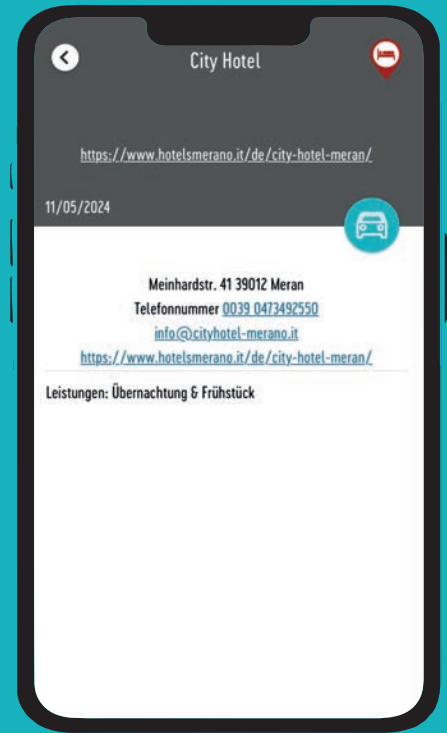 City Hotel
https://www.hotelsmerano.it/de/city-hotel-meran/
11/05/2024
Meinhardstr. 41 39012 Meran
Telefonnummer 0039 0473492550
info@cityhotel-merano.it
https://www.hotelsmerano.it/de/city-hotel-meran/
Leistungen: Übernachtung & Frühstück